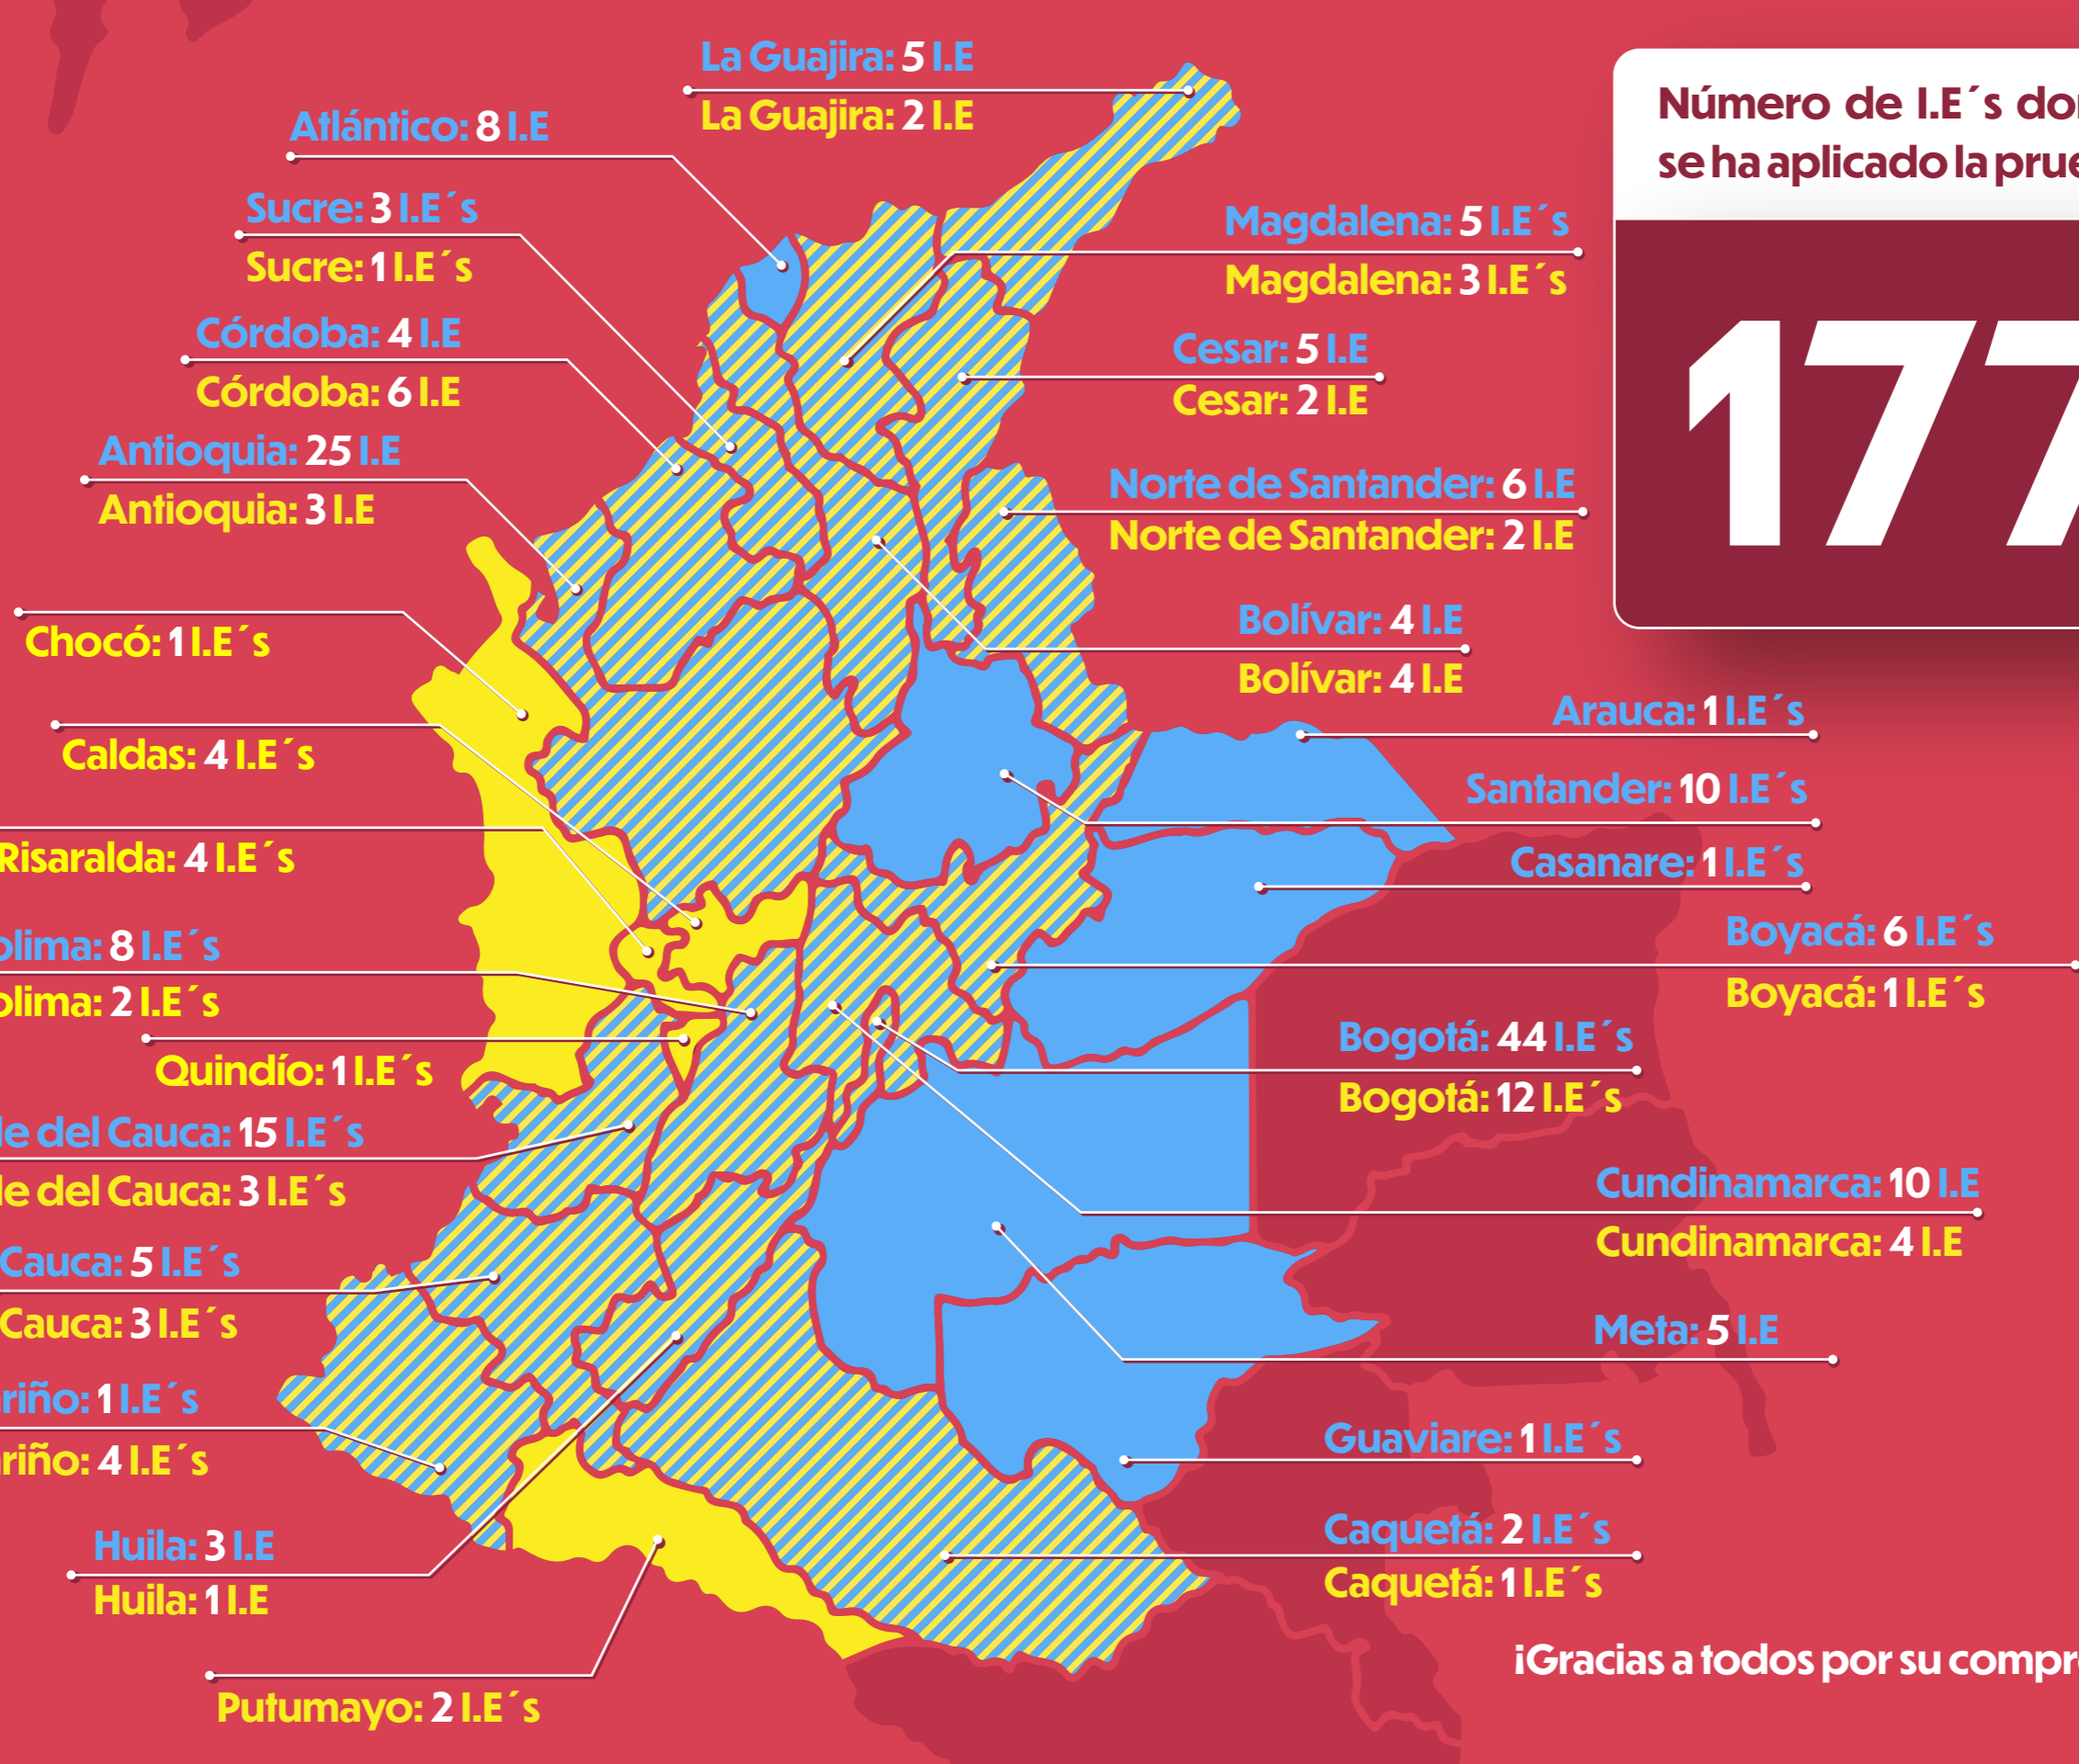 La Guajira: 5 I.E
La Guajira: 2 I.E
Atlántico: 8 I.E
Sucre: 3 I.E´s
Sucre: 1 I.E´s
Córdoba: 4 I.E
Córdoba: 6 I.E
Antioquia: 25 I.E
Antioquia: 3 I.E
Chocó: 1 I.E´s
Caldas: 4 I.E´s
Risaralda: 4 I.E´s
olima: 8 I.E´s
olima: 2 I.E´s
Quindío: 1 I.E´s
le del Cauca: 15 I.E´s
le del Cauca: 3 I.E´s
Cauca: 5 I.E´s
Cauca: 3 I.E´s
riño: 1 I.E´s
riño: 4 I.E´s
Huila: 3 I.E
Huila: 1 I.E
Putumayo: 2 I.E´s
Magdalena: 5 I.E´s
Magdalena: 3 I.E´s
Cesar: 5 I.E
Cesar: 2 I.E
Norte de Santander: 6 I.E
Norte de Santander: 2 I.E
Bolívar: 4 I.E
Bolívar: 4 I.E
Arauca: 1 I.E´s
Santander: 10 I.E´s
Casanare: 1 I.E´s
Boyacá: 6 I.E´s
Boyacá: 1 I.E´s
Bogotá: 44 I.E´s
Bogotá: 12 I.E´s
Cundinamarca: 10 I.E
Cundinamarca: 4 I.E
Meta: 5 I.E
Guaviare: 1 I.E´s
Caquetá: 2 I.E´s
Caquetá: 1 I.E´s
Número de I.E´s don
se ha aplicado la prue
177
¡Gracias a todos por su compr